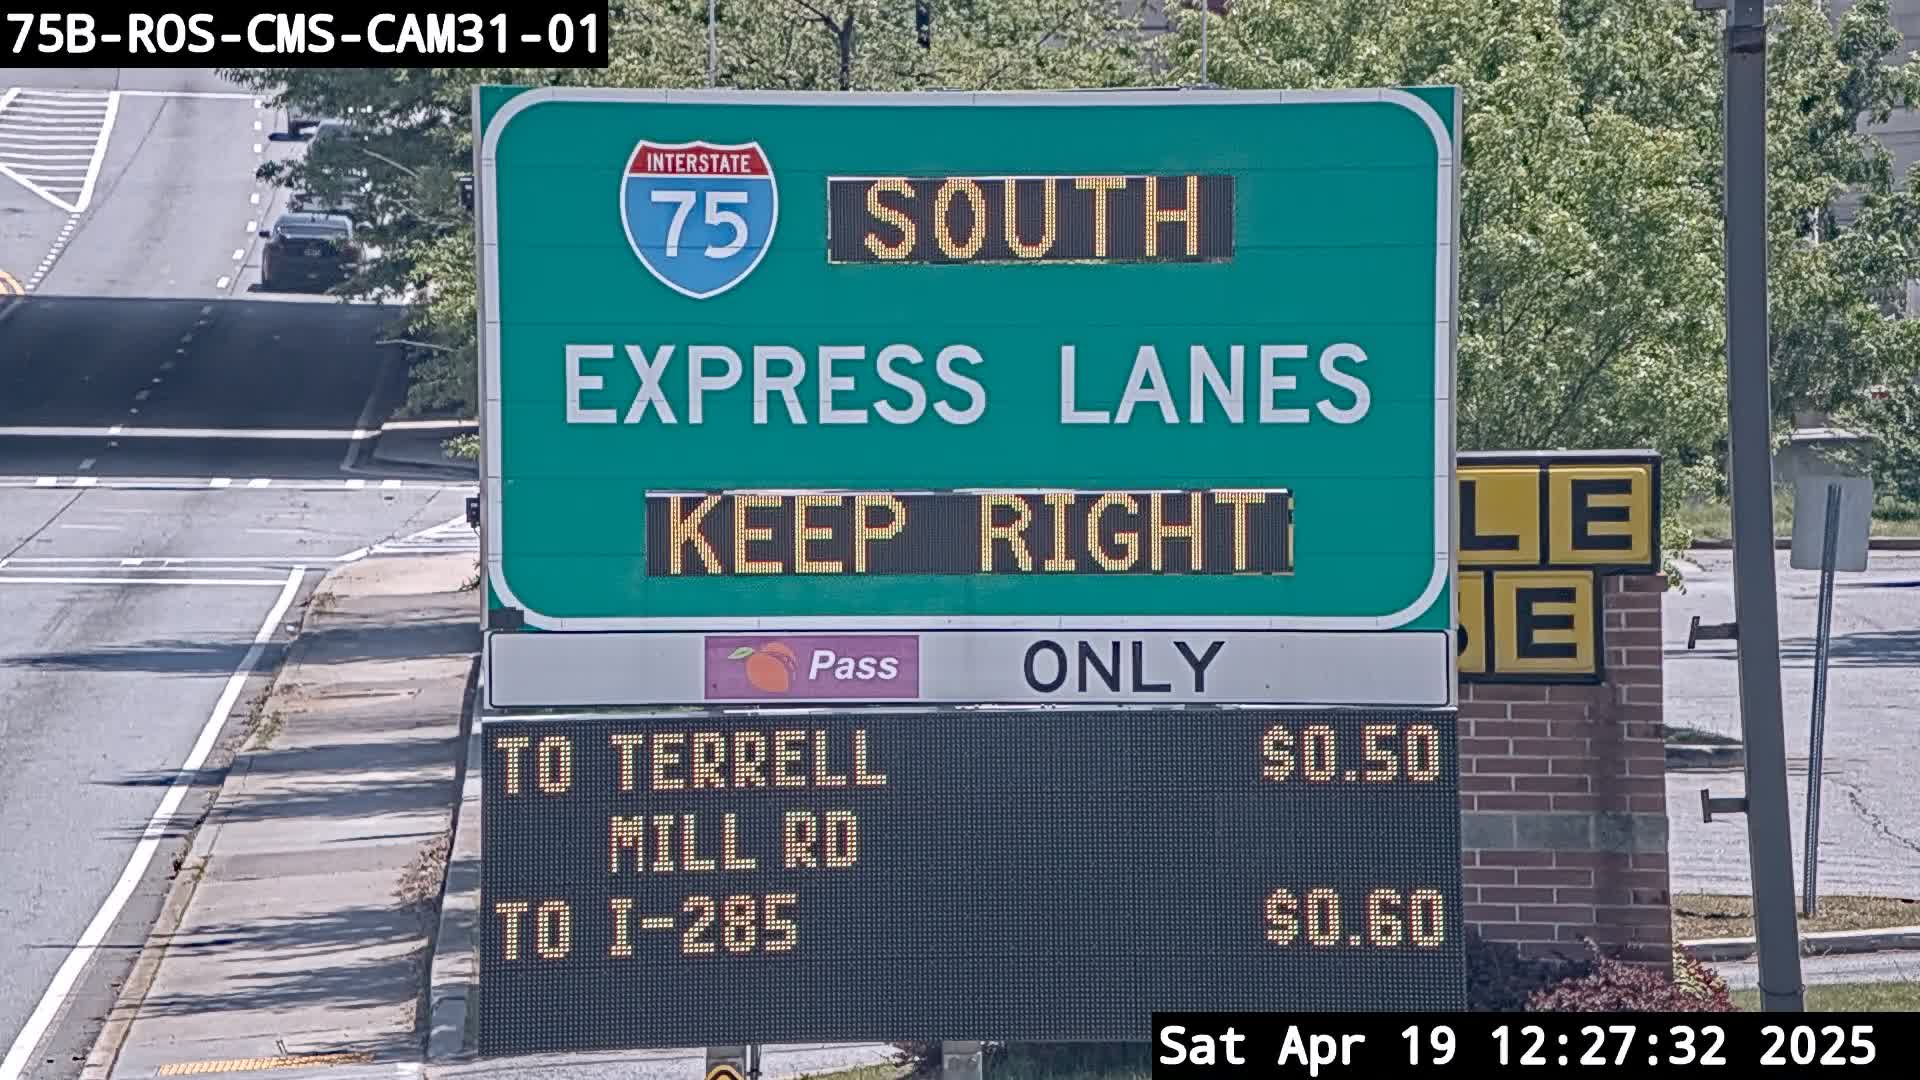 75B-ROS-CMS-CAM31-01
INTERSTATE
75
SOUTH
EXPRESS LANES
KEEP RIGHT
LE
E
Pass ONLY
TO TERRELL $0.50
MILL RD
TO I-285 $0.60
Sat Apr 19 12:27:32 2025